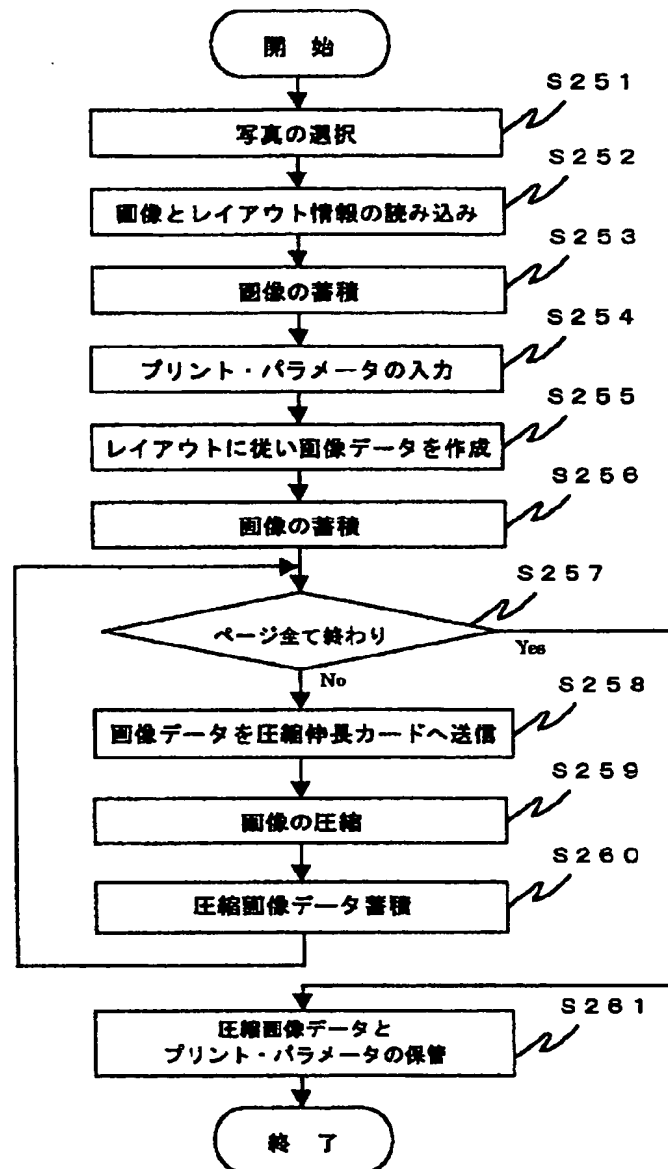 開 始
S251
写真の選択
S252
画像とレイアウト情報の読み込み
S253
画像の蓄積
S254
プリント・パラメータの入力
S255
レイアウトに従い画像データを作成
S256
画像の蓄積
S257
ページ全て終わり
Yes
No
S258
画像データを圧縮伸長カードへ送信
S259
画像の圧縮
S260
圧縮画像データ蓄積
S261
圧縮画像データと
プリント・パラメータの保管
終 了